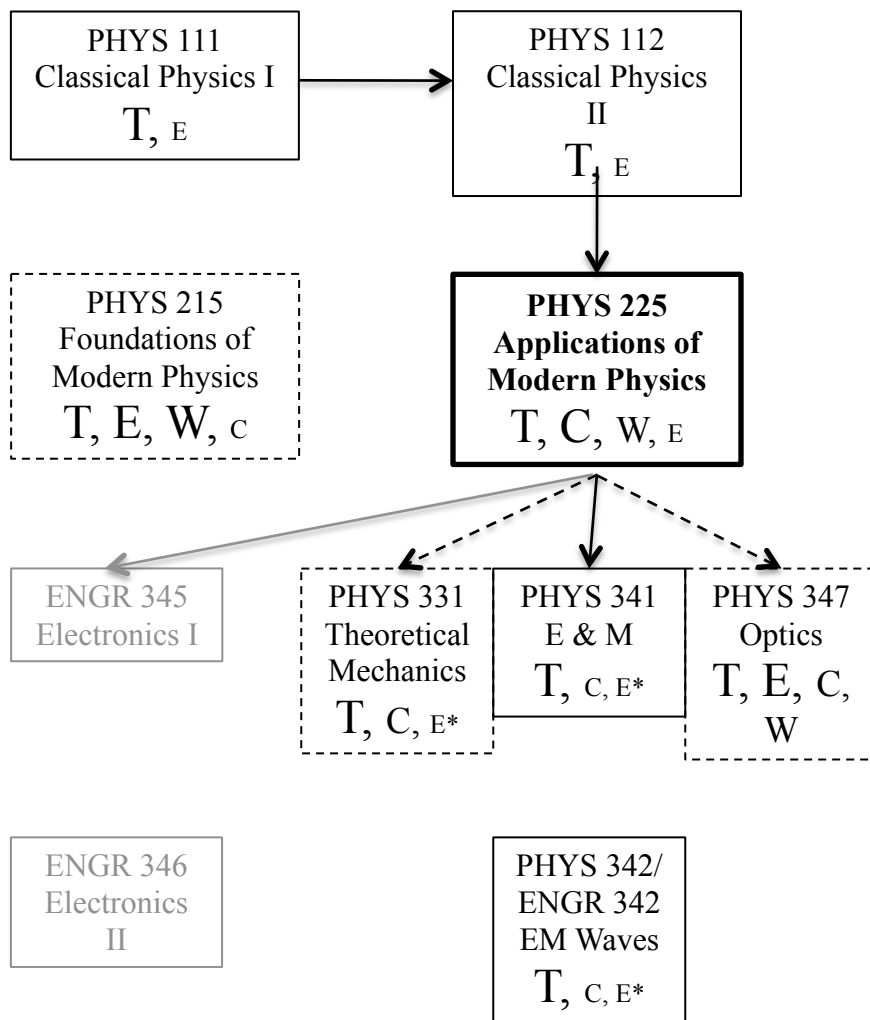 PHYS 111
Classical Physics I
T, E
PHYS 112
Classical Physics
II
T, E
PHYS 215
Foundations of
Modern Physics
T, E, W, C
PHYS 225
Applications of
Modern Physics
T, C, W, E
ENGR 345
Electronics I
PHYS 331
Theoretical
Mechanics
T, C, E*
PHYS 341
E & M
T, C, E*
PHYS 347
Optics
T, E, C,
W
ENGR 346
Electronics
II
PHYS 342/
ENGR 342
EM Waves
T, C, E*